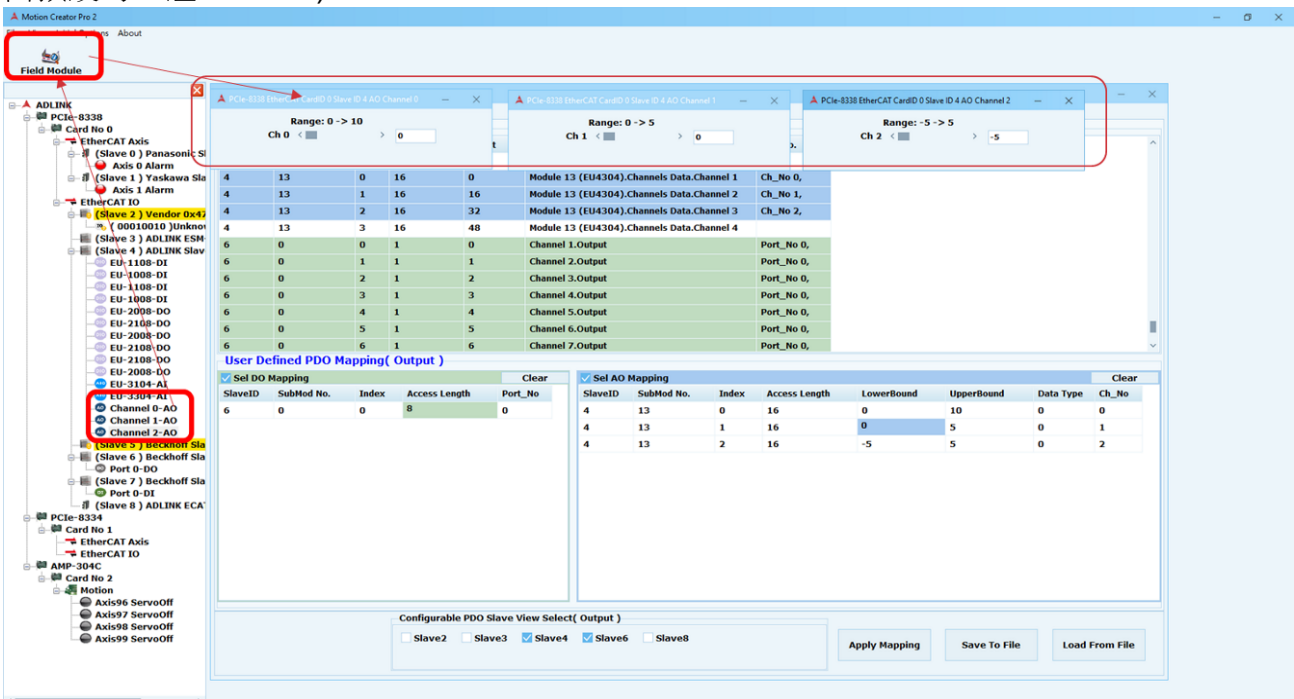 Motion Creator Pro 2
About
Field Module
ADLINK
PCIe-8338
Card No 0
EtherCAT Axis
(Slave 0 ) Panasonic Sl
Axis 0 Alarm
(Slave 1 ) Yaskawa Sla
Axis 1 Alarm
EtherCAT IO
(Slave 2 ) Vendor 0x47
( 00010010 )Unknow
(Slave 3 ) ADLINK ESM
(Slave 4 ) ADLINK Slav
EU-1108-DI
EU-1008-DI
EU-1108-DI
EU-1008-DI
EU-2008-DO
EU-2108-DO
EU-2008-DO
EU-2108-DO
EU-2108-DO
EU-2008-DO
EU-3104-AI
EU-3304-AI
Channel 0-AO
Channel 1-AO
Channel 2-AO
(Slave 5 ) Beckhoff Sla
(Slave 6 ) Beckhoff Sla
Port 0-DO
(Slave 7 ) Beckhoff Sla
Port 0-DI
(Slave 8 ) ADLINK ECA
PCIe-8334
Card No 1
EtherCAT Axis
EtherCAT IO
AMP-304C
Card No 2
Motion
Axis96 ServoOff
Axis97 ServoOff
Axis98 ServoOff
Axis99 ServoOff
PCIe-8338 EtherCAT CardID 0 Slave ID 4 AO Channel 0
Range: 0 -> 10
Ch 0 < > 0
PCIe-8338 EtherCAT CardID 0 Slave ID 4 AO Channel 1
Range: 0 -> 5
Ch 1 < > 0
PCIe-8338 EtherCAT CardID 0 Slave ID 4 AO Channel 2
Range: -5 -> 5
Ch 2 < > -5
4 13 0 16 0 Module 13 (EU4304).Channels Data.Channel 1 Ch_No 0,
4 13 1 16 16 Module 13 (EU4304).Channels Data.Channel 2 Ch_No 1,
4 13 2 16 32 Module 13 (EU4304).Channels Data.Channel 3 Ch_No 2,
4 13 3 16 48 Module 13 (EU4304).Channels Data.Channel 4
6 0 0 1 0 Channel 1.Output Port_No 0,
6 0 1 1 1 Channel 2.Output Port_No 0,
6 0 2 1 2 Channel 3.Output Port_No 0,
6 0 3 1 3 Channel 4.Output Port_No 0,
6 0 4 1 4 Channel 5.Output Port_No 0,
6 0 5 1 5 Channel 6.Output Port_No 0,
6 0 6 1 6 Channel 7.Output Port_No 0,
User Defined PDO Mapping( Output )
Sel DO Mapping Clear
SlaveID SubMod No. Index Access Length Port_No
6 0 0 8 0
Sel AO Mapping Clear
SlaveID SubMod No. Index Access Length LowerBound UpperBound Data Type Ch_No
4 13 0 16 0 10 0 0
4 13 1 16 0 5 0 1
4 13 2 16 -5 5 0 2
Configurable PDO Slave View Select( Output )
Slave2 Slave3 Slave4 Slave6 Slave8
Apply Mapping Save To File Load From File